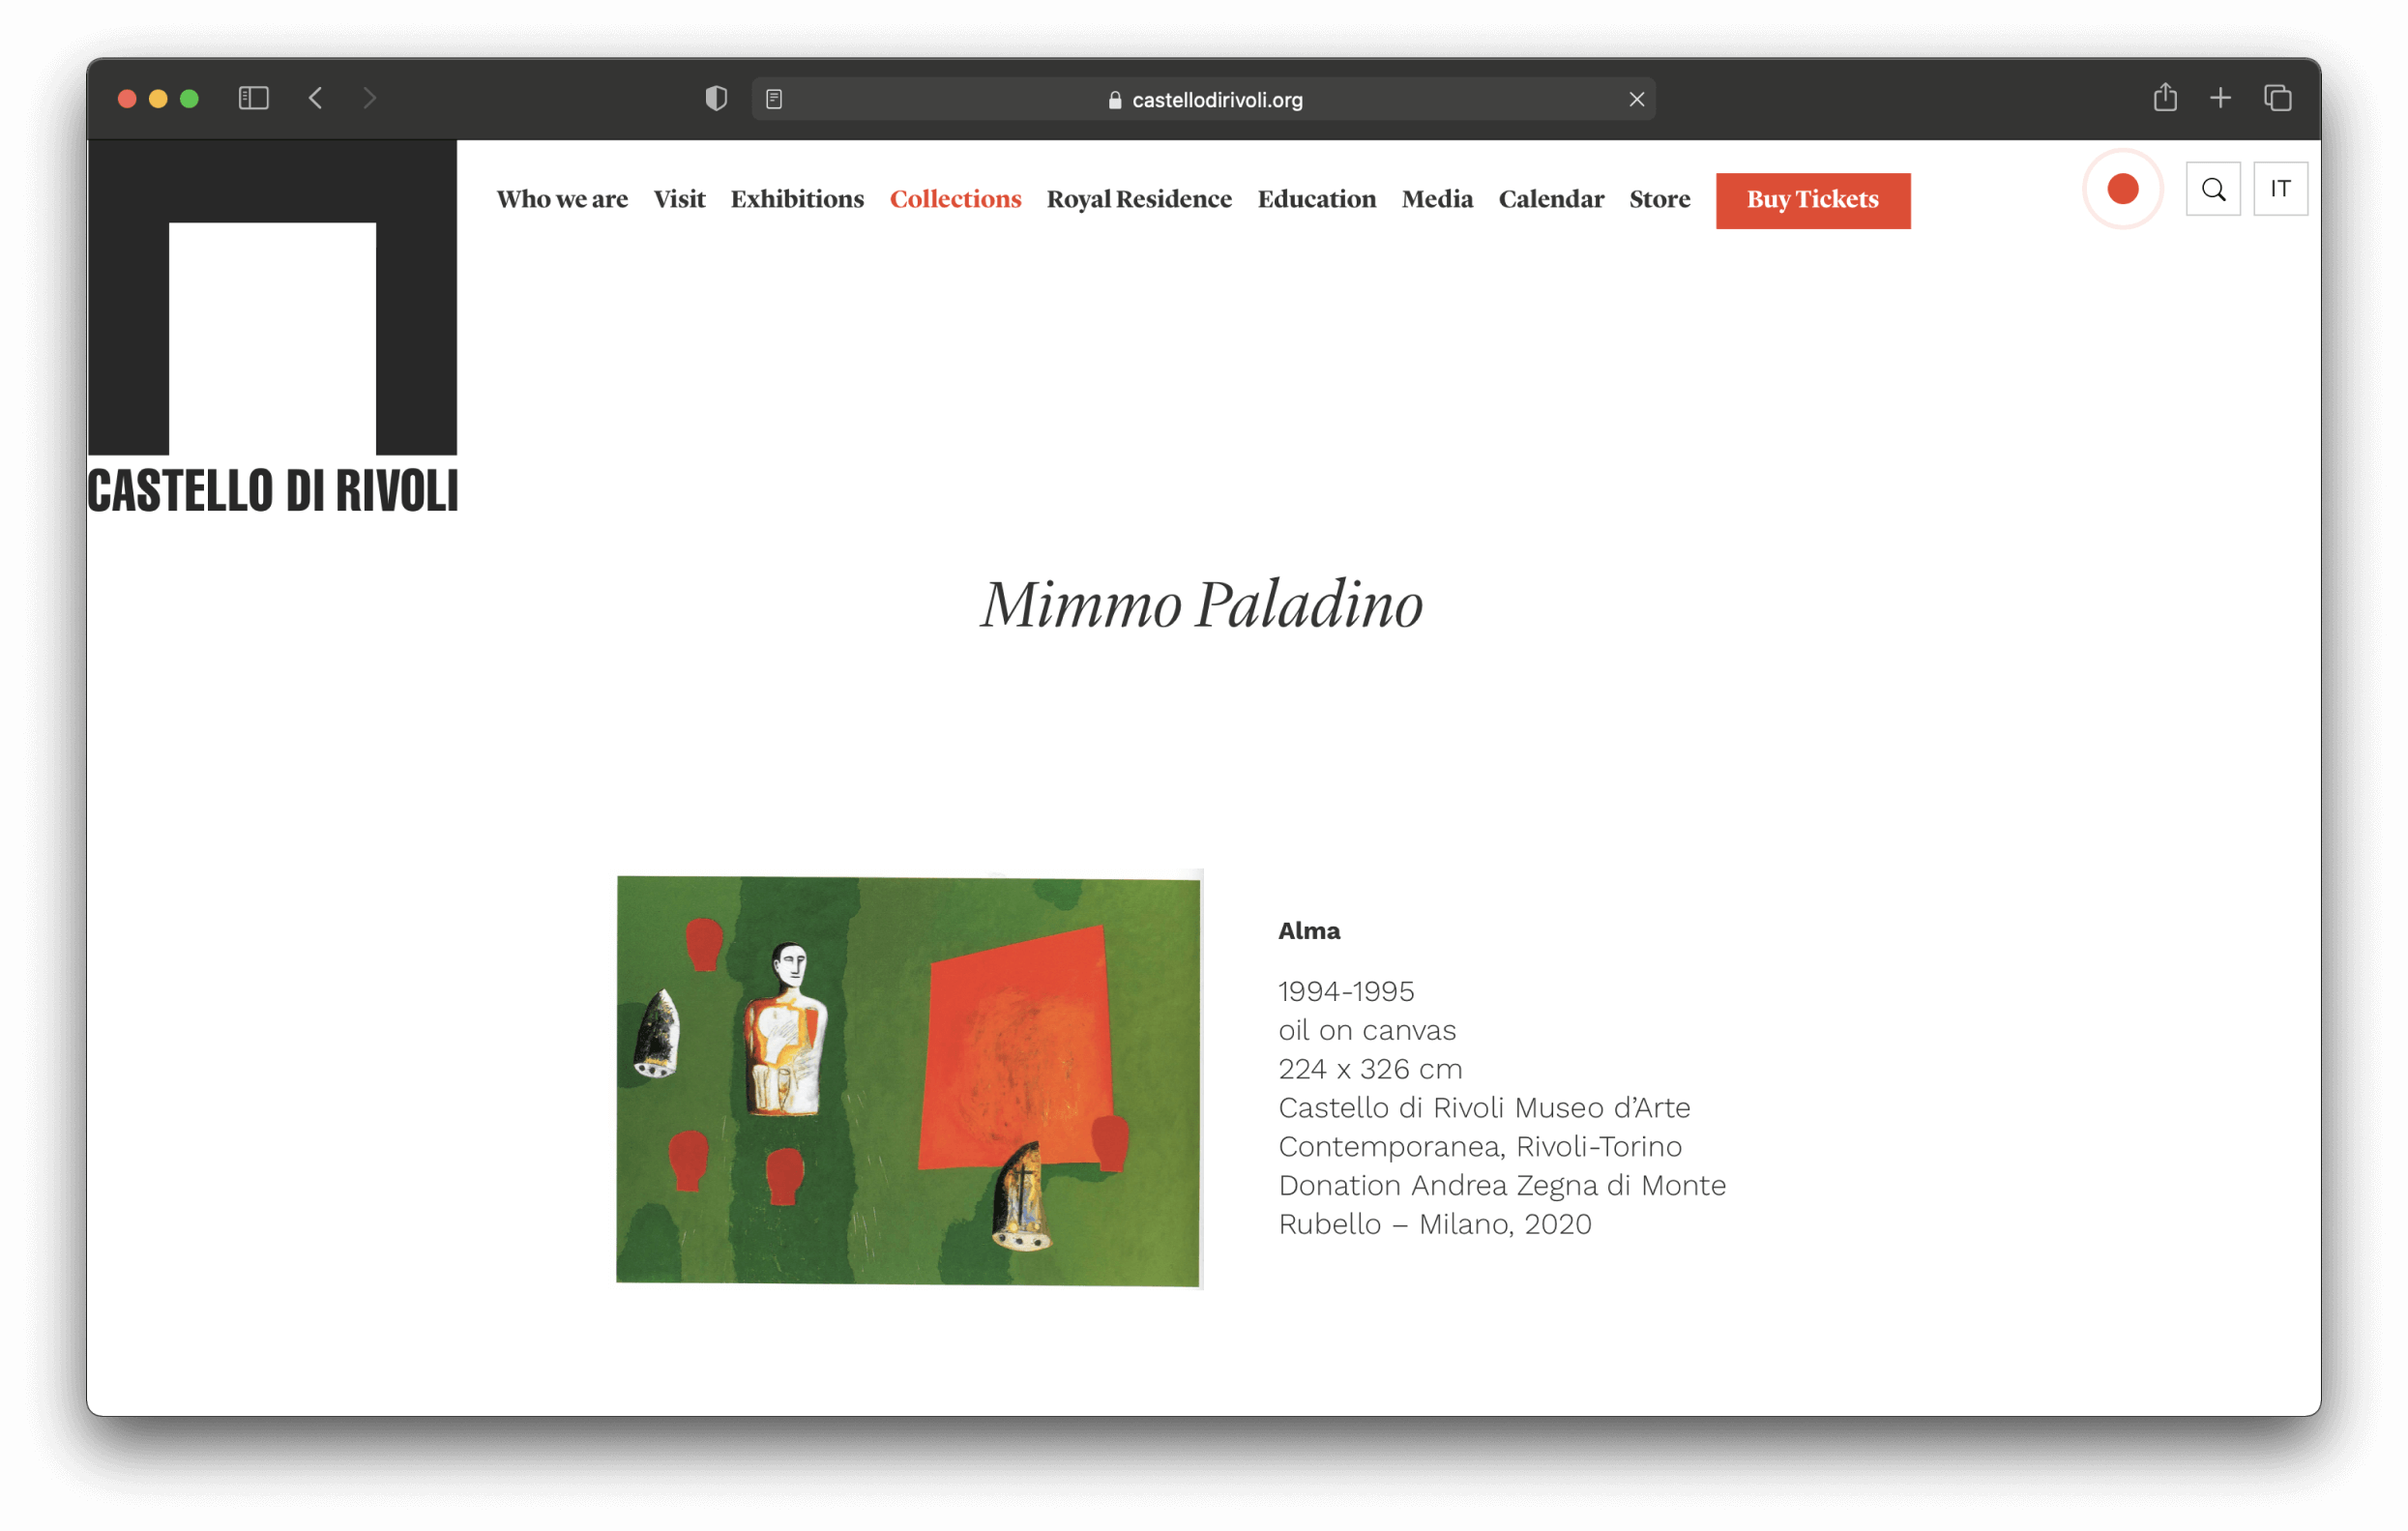 castellodirivoli.org
Who we are Visit Exhibitions Collections Royal Residence Education Media Calendar Store Buy Tickets IT
CASTELLO DI RIVOLI
Mimmo Paladino
Alma
1994-1995
oil on canvas
224 x 326 cm
Castello di Rivoli Museo d’Arte
Contemporanea, Rivoli-Torino
Donation Andrea Zegna di Monte
Rubello – Milano, 2020